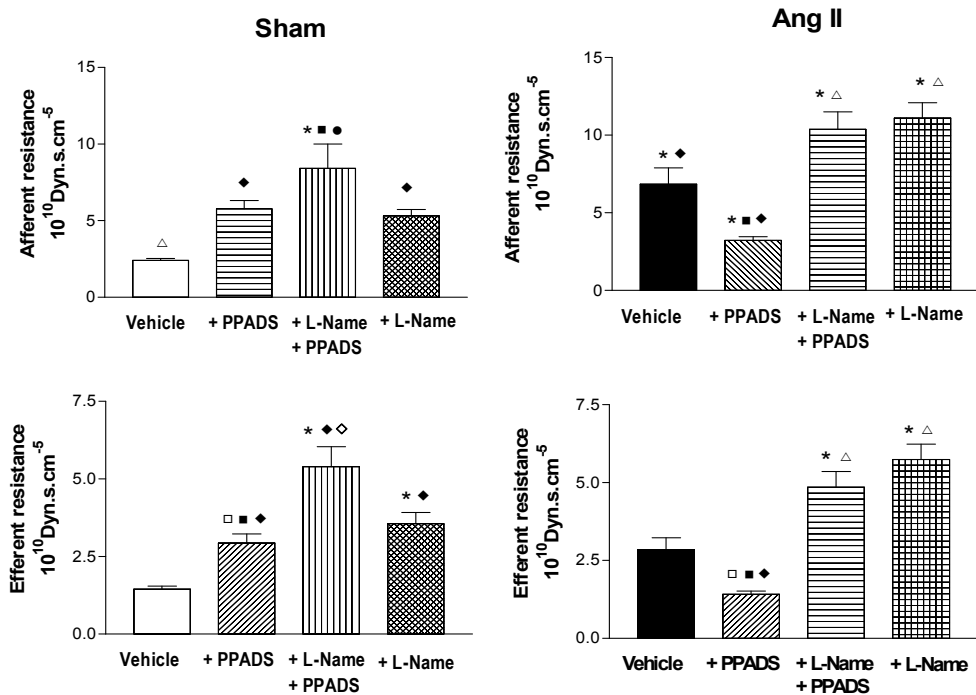 Sham
Afferent resistance
10¹⁰Dyn.s.cm⁻⁵
15
10
5
0
△
◆
* ■ ●
◆
Vehicle + PPADS + L-Name + L-Name
+ PPADS
Ang II
Afferent resistance
10¹⁰Dyn.s.cm⁻⁵
15
10
5
0
* ◆
* ■ ◆
* △
* △
Vehicle + PPADS + L-Name + L-Name
+ PPADS
Efferent resistance
10¹⁰Dyn.s.cm⁻⁵
7.5
5.0
2.5
0.0
□ ■ ◆
* ◆ ◇
* ◆
Vehicle + PPADS + L-Name + L-Name
+ PPADS
Efferent resistance
10¹⁰Dyn.s.cm⁻⁵
7.5
5.0
2.5
0.0
□ ■ ◆
* △
* △
Vehicle + PPADS + L-Name + L-Name
+ PPADS